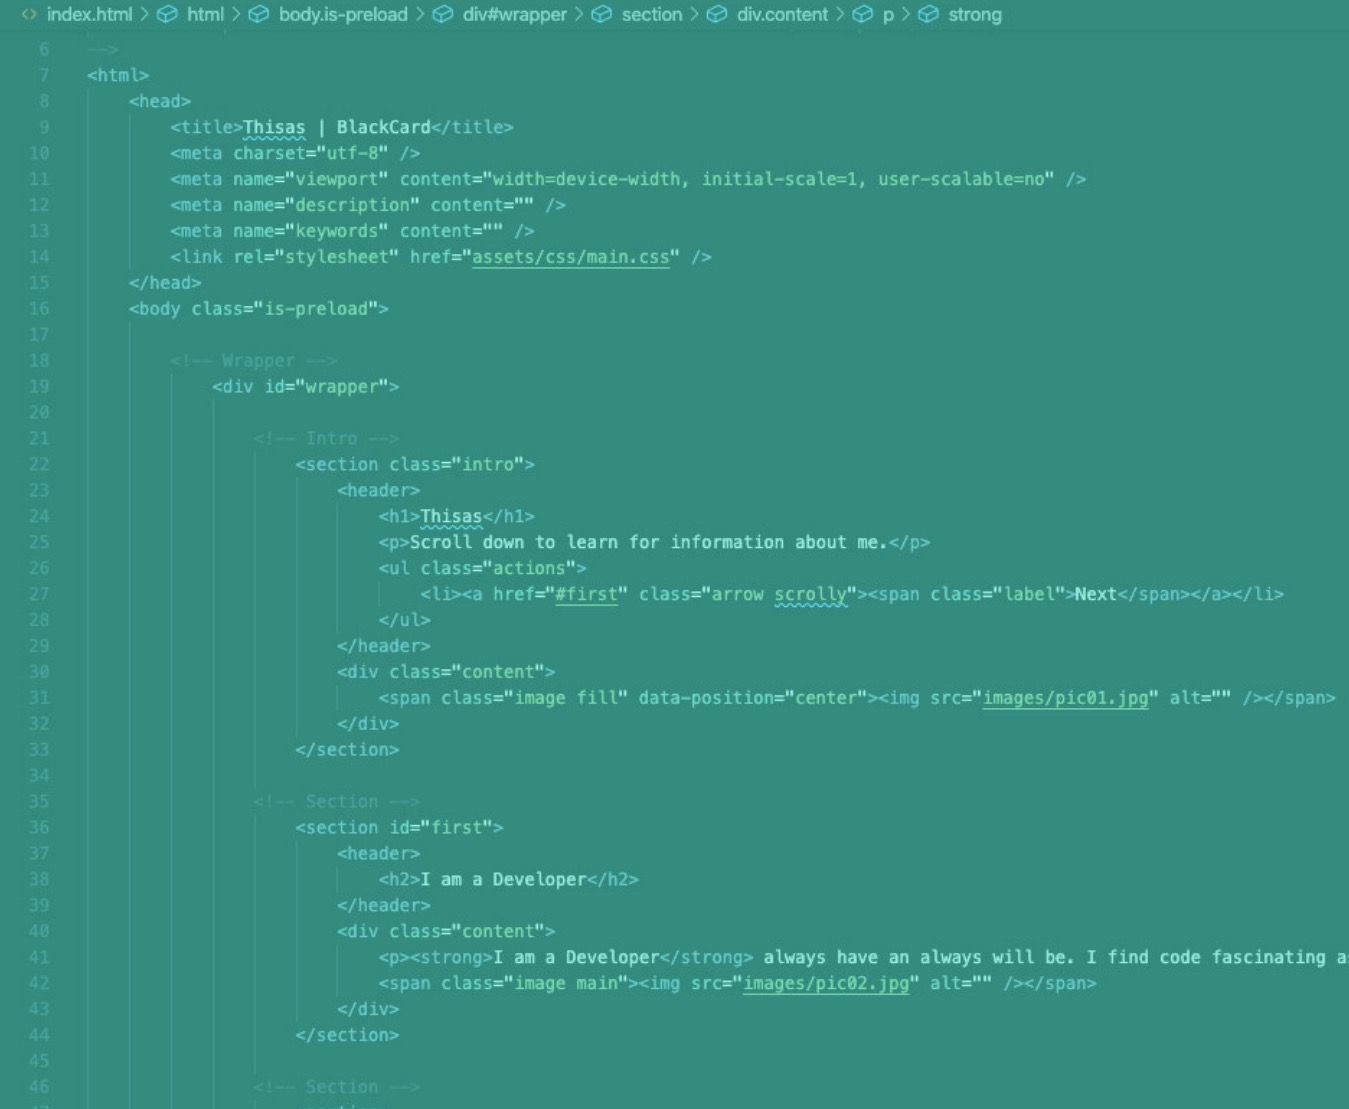 index.html > html > body.is-preload > div#wrapper > section > div.content > p > strong
6 -->
7 <html>
8 <head>
9 <title>Thisas | BlackCard</title>
10 <meta charset="utf-8" />
11 <meta name="viewport" content="width=device-width, initial-scale=1, user-scalable=no" />
12 <meta name="description" content="" />
13 <meta name="keywords" content="" />
14 <link rel="stylesheet" href="assets/css/main.css" />
15 </head>
16 <body class="is-preload">
17
18 <!-- Wrapper -->
19 <div id="wrapper">
20
21 <!-- Intro -->
22 <section class="intro">
23 <header>
24 <h1>Thisas</h1>
25 <p>Scroll down to learn for information about me.</p>
26 <ul class="actions">
27 <li><a href="#first" class="arrow scrolly"><span class="label">Next</span></a></li>
28 </ul>
29 </header>
30 <div class="content">
31 <span class="image fill" data-position="center"><img src="images/pic01.jpg" alt="" /></span>
32 </div>
33 </section>
34
35 <!-- Section -->
36 <section id="first">
37 <header>
38 <h2>I am a Developer</h2>
39 </header>
40 <div class="content">
41 <p><strong>I am a Developer</strong> always have an always will be. I find code fascinating
42 <span class="image main"><img src="images/pic02.jpg" alt="" /></span>
43 </div>
44 </section>
45
46 <!-- Section -->